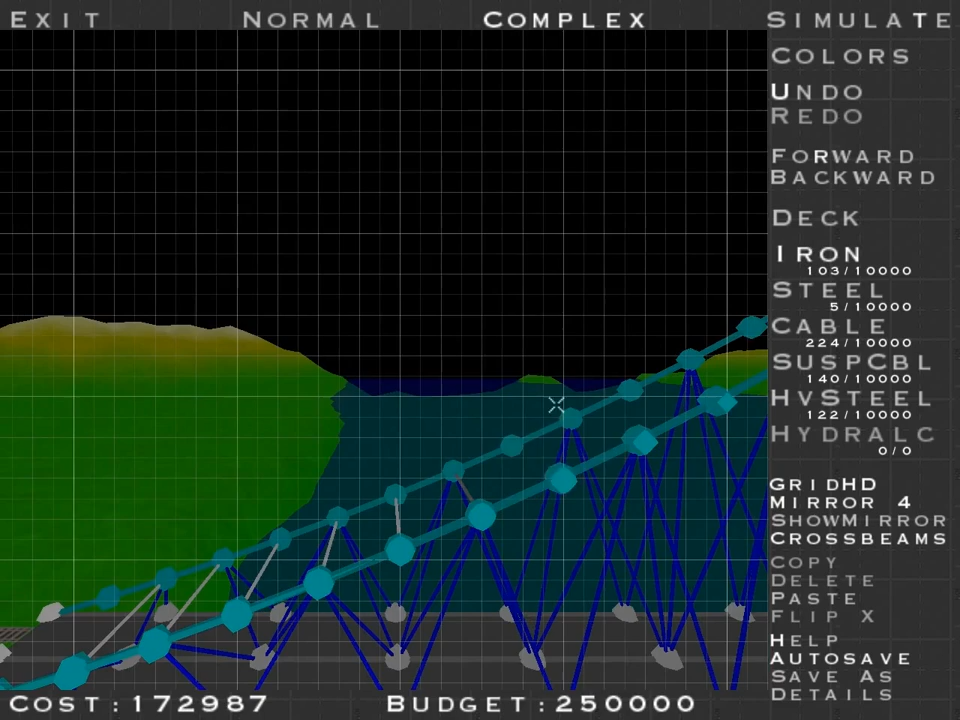 EXIT NORMAL COMPLEX SIMULATE
COLORS
UNDO
REDO
FORWARD
BACKWARD
DECK
IRON
103/10000
STEEL
5/10000
CABLE
224/10000
SUSPCBL
140/10000
HVSTEEL
122/10000
HYDRALC
0/0
GRIDHD
MIRROR 4
SHOWMIRROR
CROSSBEAMS
COPY
DELETE
PASTE
FLIP X
HELP
AUTOSAVE
SAVE AS
DETAILS
COST:172987 BUDGET:250000